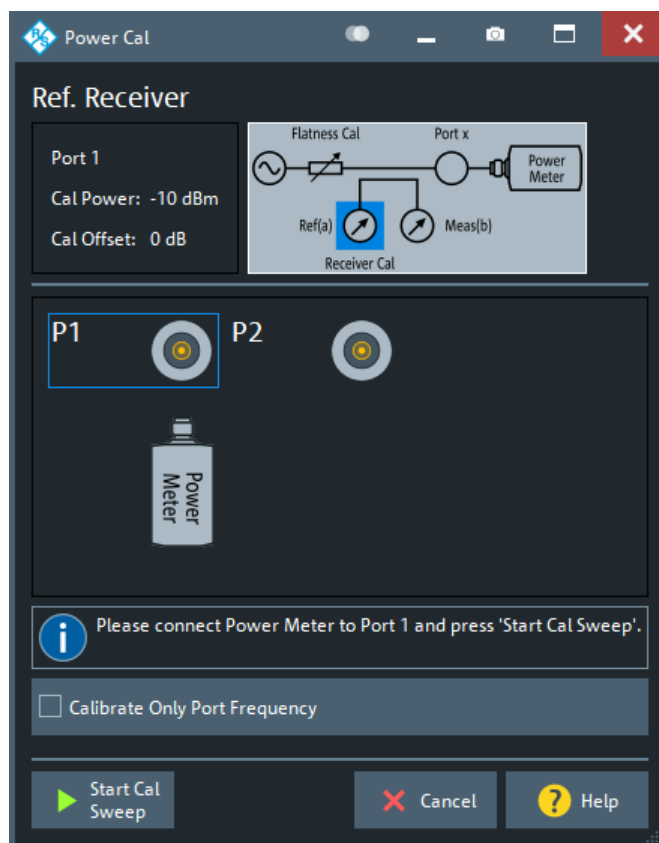 R&S Power Cal
Ref. Receiver
Port 1
Cal Power: -10 dBm
Cal Offset: 0 dB
Flatness Cal Port x
Power
Meter
Ref(a) Meas(b)
Receiver Cal
P1 P2
Power
Meter
Please connect Power Meter to Port 1 and press 'Start Cal Sweep'.
Calibrate Only Port Frequency
Start Cal
Sweep
Cancel
Help